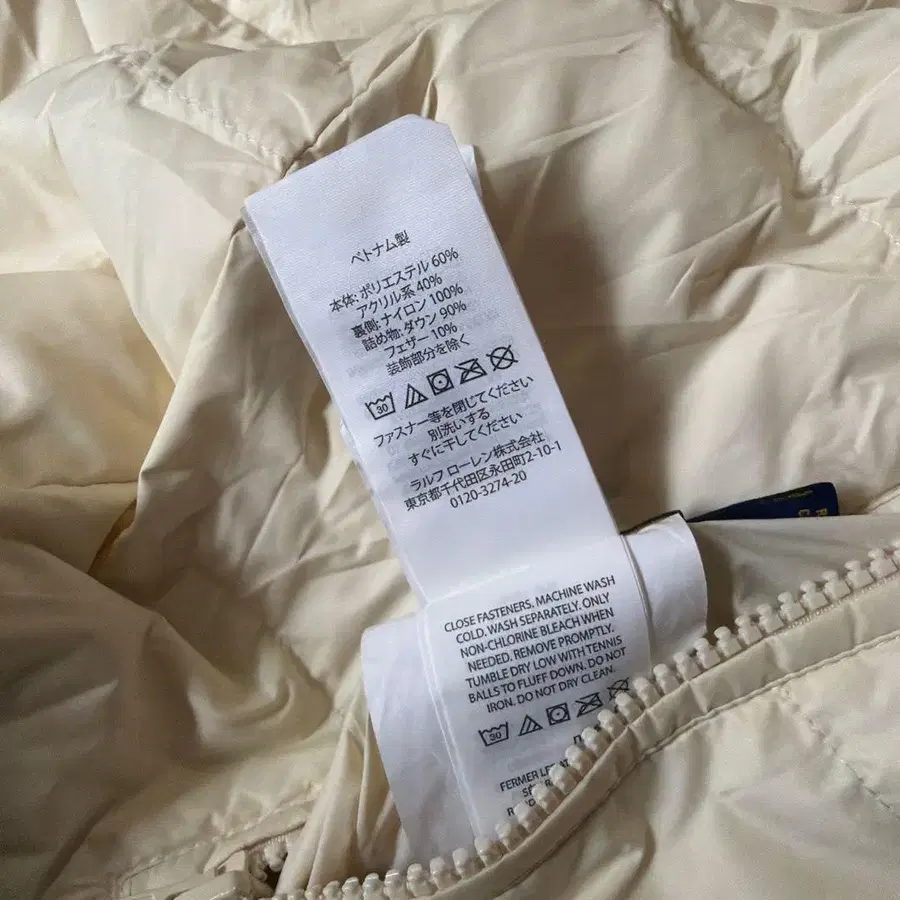 ベトナム製
本体: ポリエステル 60%
アクリル系 40%
裏側: ナイロン 100%
詰め物: ダウン 90%
フェザー 10%
装飾部分を除く
30
ファスナー等を閉じてください
別洗いする
すぐに干してください
ラルフ ローレン株式会社
東京都千代田区永田町2-10-1
0120-3274-20
CLOSE FASTENERS. MACHINE WASH
COLD. WASH SEPARATELY. ONLY
NON-CHLORINE BLEACH WHEN
NEEDED. REMOVE PROMPTLY.
TUMBLE DRY LOW WITH TENNIS
BALLS TO FLUFF DOWN. DO NOT
IRON. DO NOT DRY CLEAN.
30
FERMER